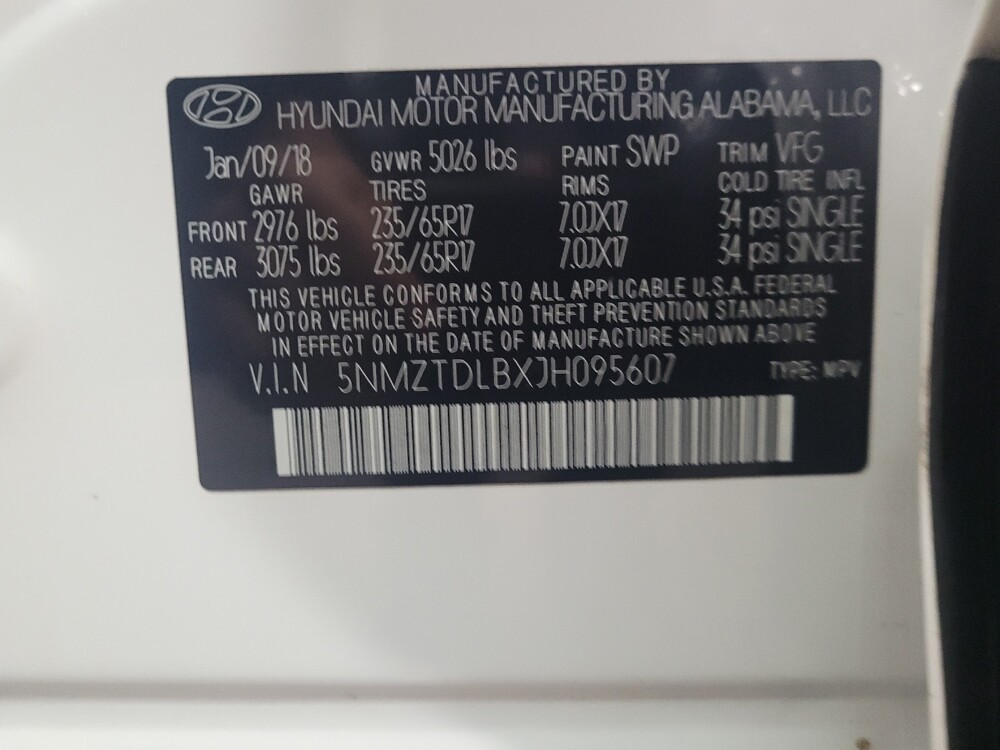 MANUFACTURED BY
HYUNDAI MOTOR MANUFACTURING ALABAMA, LLC
Jan/09/18 GVWR 5026 lbs PAINT SWP TRIM VFG
GAWR TIRES RIMS COLD TIRE INFL
FRONT 2976 lbs 235/65R17 7.0JX17 34 psi SINGLE
REAR 3075 lbs 235/65R17 7.0JX17 34 psi SINGLE
THIS VEHICLE CONFORMS TO ALL APPLICABLE U.S.A. FEDERAL
MOTOR VEHICLE SAFETY AND THEFT PREVENTION STANDARDS
IN EFFECT ON THE DATE OF MANUFACTURE SHOWN ABOVE
V.I.N 5NMZTDLBXJH095607 TYPE: MPV